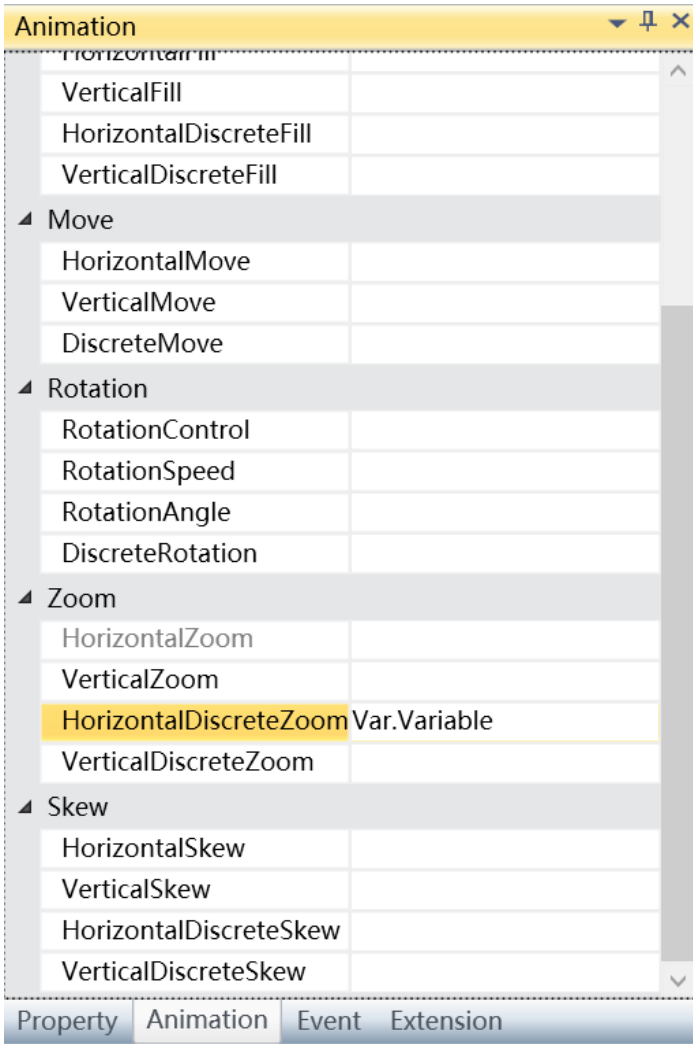 Animation
HorizontalFill
VerticalFill
HorizontalDiscreteFill
VerticalDiscreteFill
Move
HorizontalMove
VerticalMove
DiscreteMove
Rotation
RotationControl
RotationSpeed
RotationAngle
DiscreteRotation
Zoom
HorizontalZoom
VerticalZoom
HorizontalDiscreteZoom Var.Variable
VerticalDiscreteZoom
Skew
HorizontalSkew
VerticalSkew
HorizontalDiscreteSkew
VerticalDiscreteSkew
Property Animation Event Extension